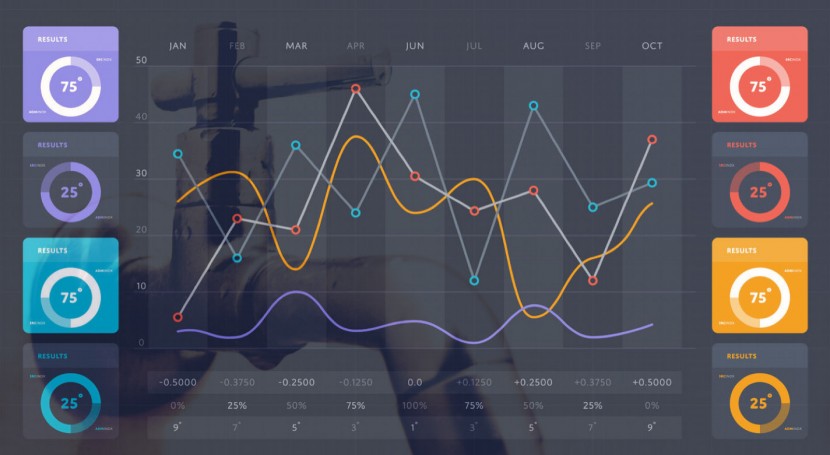 RESULTS
75°
RESULTS
25°
RESULTS
75°
RESULTS
25°
JAN FEB MAR APR JUN JUL AUG SEP OCT
50
40
30
20
10
0
-0.5000 -0.3750 -0.2500 -0.1250 0.0 +0.1250 +0.2500 +0.3750 +0.5000
0% 25% 50% 75% 100% 75% 50% 25% 0%
9° 7° 5° 3° 1° 3° 5° 7° 9°
RESULTS
75°
RESULTS
25°
RESULTS
75°
RESULTS
25°